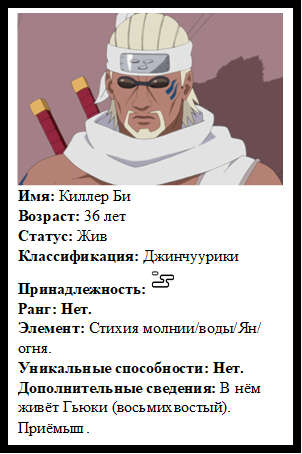 Имя: Киллер Би
Возраст: 36 лет
Статус: Жив
Классификация: Джинчуурики
Принадлежность:
Ранг: Нет.
Элемент: Стихия молнии/воды/Ян/
огня.
Уникальные способности: Нет.
Дополнительные сведения: В нём
живёт Гьюки (восьмихвостый).
Приёмыш.